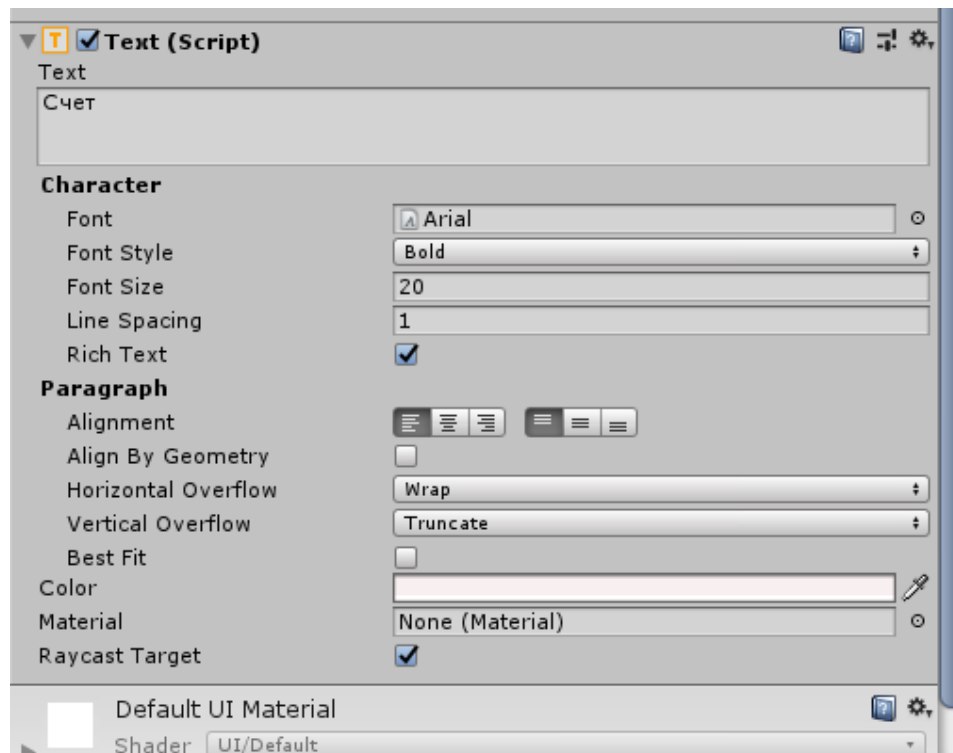 Text (Script)
Text
Счет
Character
Font Arial
Font Style Bold
Font Size 20
Line Spacing 1
Rich Text
Paragraph
Alignment
Align By Geometry
Horizontal Overflow Wrap
Vertical Overflow Truncate
Best Fit
Color
Material None (Material)
Raycast Target
Default UI Material
Shader UI/Default